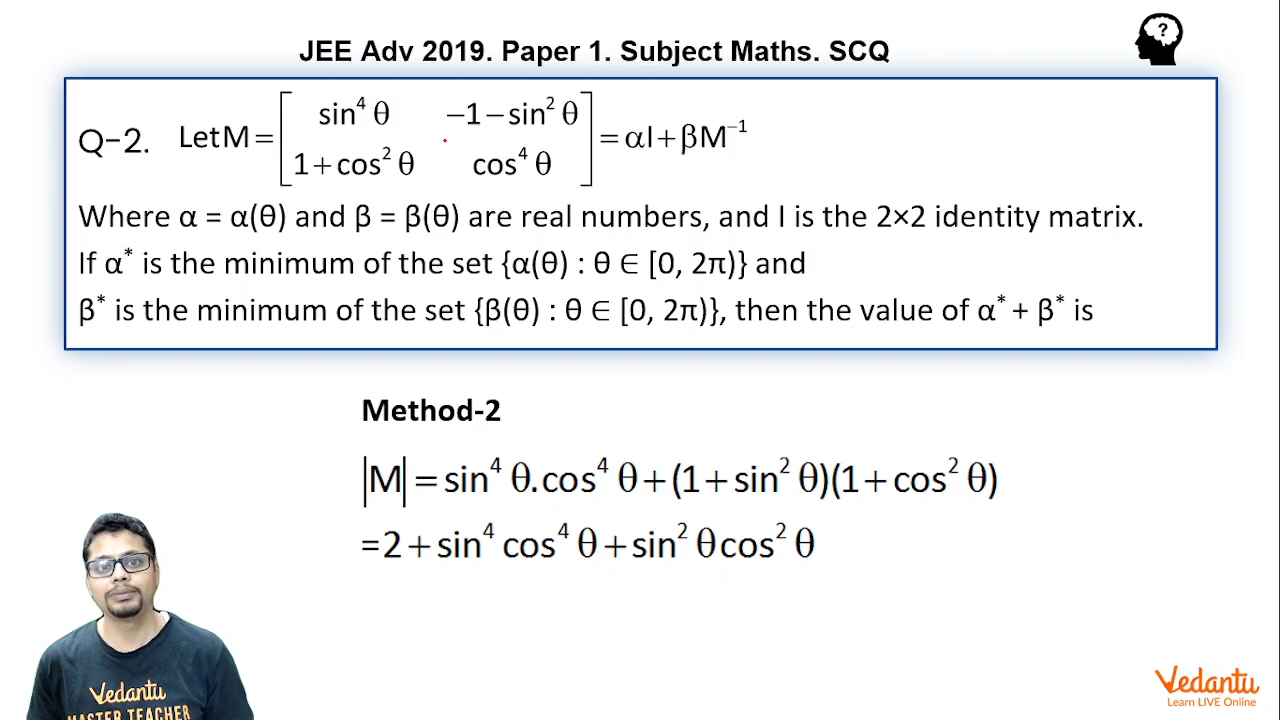 ?
JEE Adv 2019. Paper 1. Subject Maths. SCQ
Q-2. Let M = [ sin⁴ θ   −1 − sin² θ ; 1 + cos² θ   cos⁴ θ ] = αI + βM⁻¹
Where α = α(θ) and β = β(θ) are real numbers, and I is the 2×2 identity matrix.
If α* is the minimum of the set {α(θ) : θ ∈ [0, 2π)} and
β* is the minimum of the set {β(θ) : θ ∈ [0, 2π)}, then the value of α* + β* is
Method-2
|M| = sin⁴ θ.cos⁴ θ + (1 + sin² θ)(1 + cos² θ)
=2 + sin⁴ cos⁴ θ + sin² θcos² θ
Vedantu
MASTER TEACHER
Vedantu
Learn LIVE Online